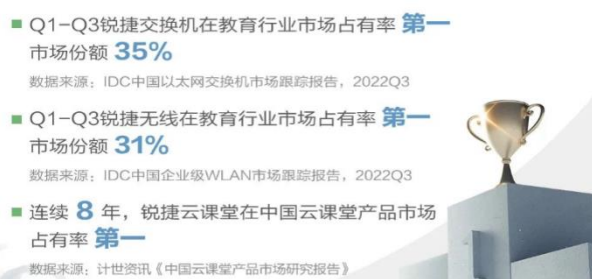 Q1-Q3锐捷交换机在教育行业市场占有率 第一
市场份额 35%
数据来源：IDC中国以太网交换机市场跟踪报告，2022Q3
Q1-Q3锐捷无线在教育行业市场占有率 第一
市场份额 31%
数据来源：IDC中国企业级WLAN市场跟踪报告，2022Q3
连续 8 年，锐捷云课堂在中国云课堂产品市场
占有率 第一
数据来源：计世资讯《中国云课堂产品市场研究报告》